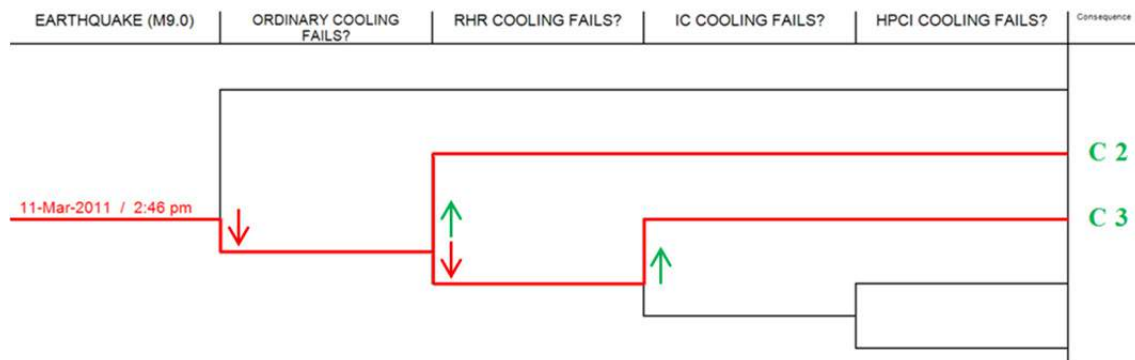 EARTHQUAKE (M9.0)
ORDINARY COOLING
FAILS?
RHR COOLING FAILS?
IC COOLING FAILS?
HPCI COOLING FAILS?
Consequence
C 2
11-Mar-2011 / 2:46 pm
C 3